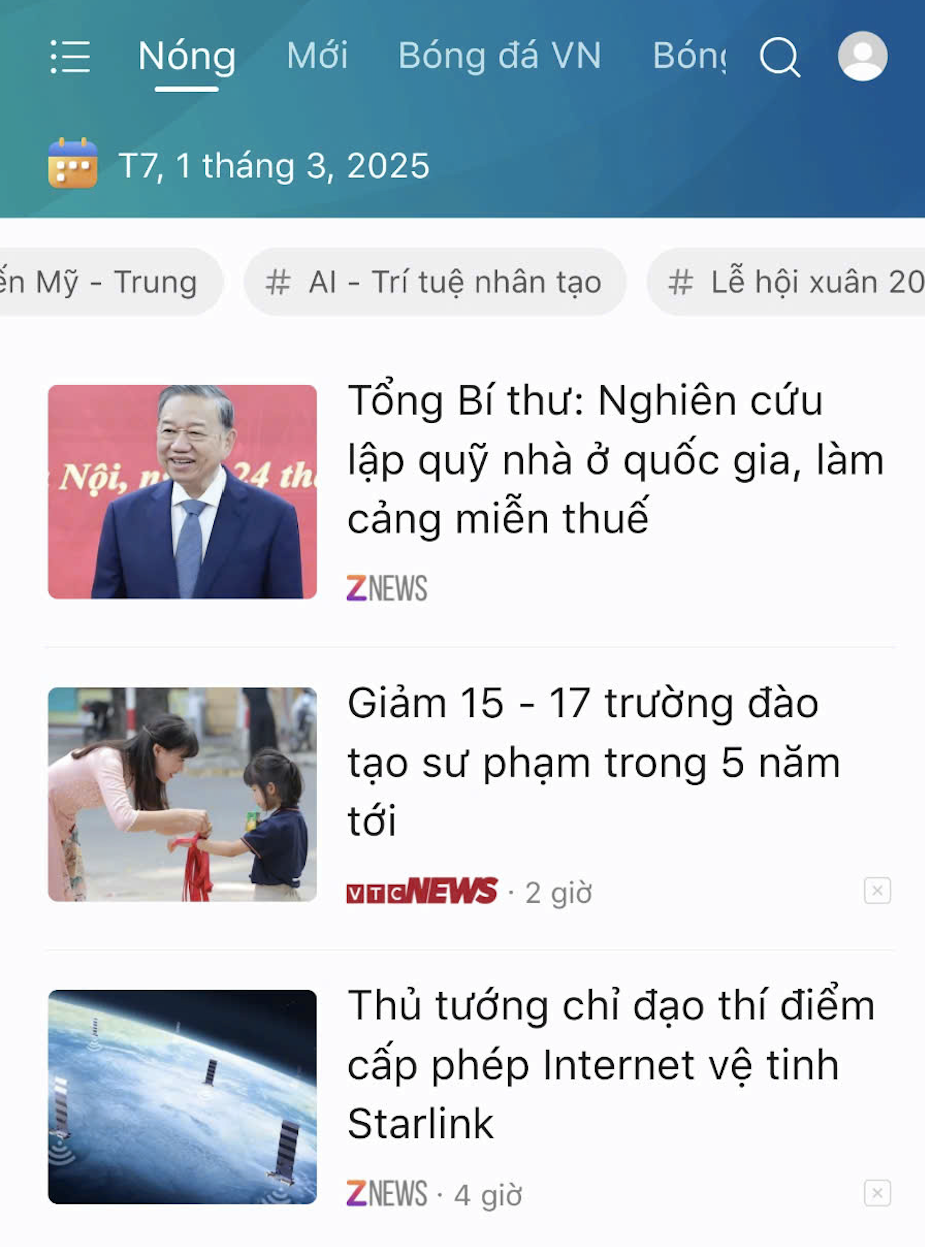 Nóng Mới Bóng đá VN Bóng
T7, 1 tháng 3, 2025
ến Mỹ - Trung # AI - Trí tuệ nhân tạo # Lễ hội xuân 20
Tổng Bí thư: Nghiên cứu
lập quỹ nhà ở quốc gia, làm
cảng miễn thuế
Nội, n 24 th
ZNEWS
Giảm 15 - 17 trường đào
tạo sư phạm trong 5 năm
tới
VTC NEWS · 2 giờ
Thủ tướng chỉ đạo thí điểm
cấp phép Internet vệ tinh
Starlink
ZNEWS · 4 giờ